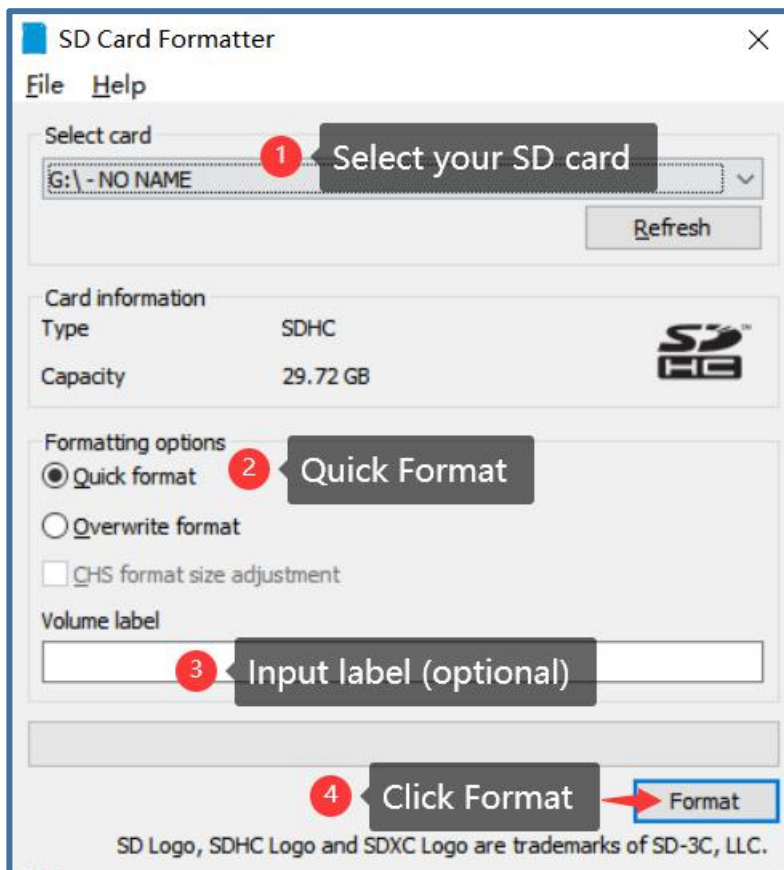 SD Card Formatter
File Help
Select card
1 Select your SD card
G:\ - NO NAME
Refresh
Card information
Type SDHC
Capacity 29.72 GB
SD HC ™
Formatting options
2 Quick Format
Quick format
Overwrite format
CHS format size adjustment
Volume label
3 Input label (optional)
4 Click Format
Format
SD Logo, SDHC Logo and SDXC Logo are trademarks of SD-3C, LLC.